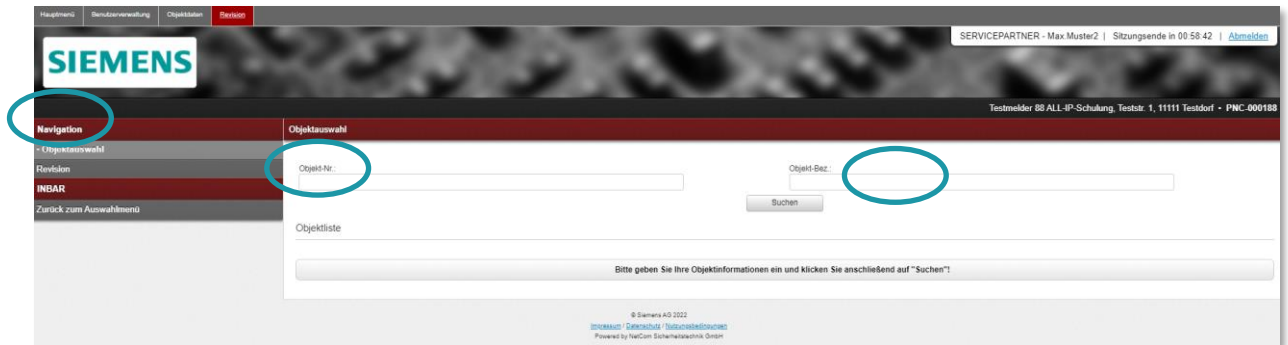 Hauptmenü Benutzerverwaltung Objektdaten Revision
SERVICEPARTNER - Max.Muster2 | Sitzungsende in 00:58:42 | Abmelden
SIEMENS
Testmelder 88 ALL-IP-Schulung, Teststr. 1, 11111 Testdorf • PNC-000188
Navigation
Objektauswahl
- Objektauswahl
Revision
INBAR
Zurück zum Auswahlmenü
Objekt-Nr.:
Objekt-Bez.:
Suchen
Objektliste
Bitte geben Sie Ihre Objektinformationen ein und klicken Sie anschließend auf "Suchen"!
© Siemens AG 2022
Impressum / Datenschutz / Nutzungsbedingungen
Powered by NetCom Sicherheitstechnik GmbH